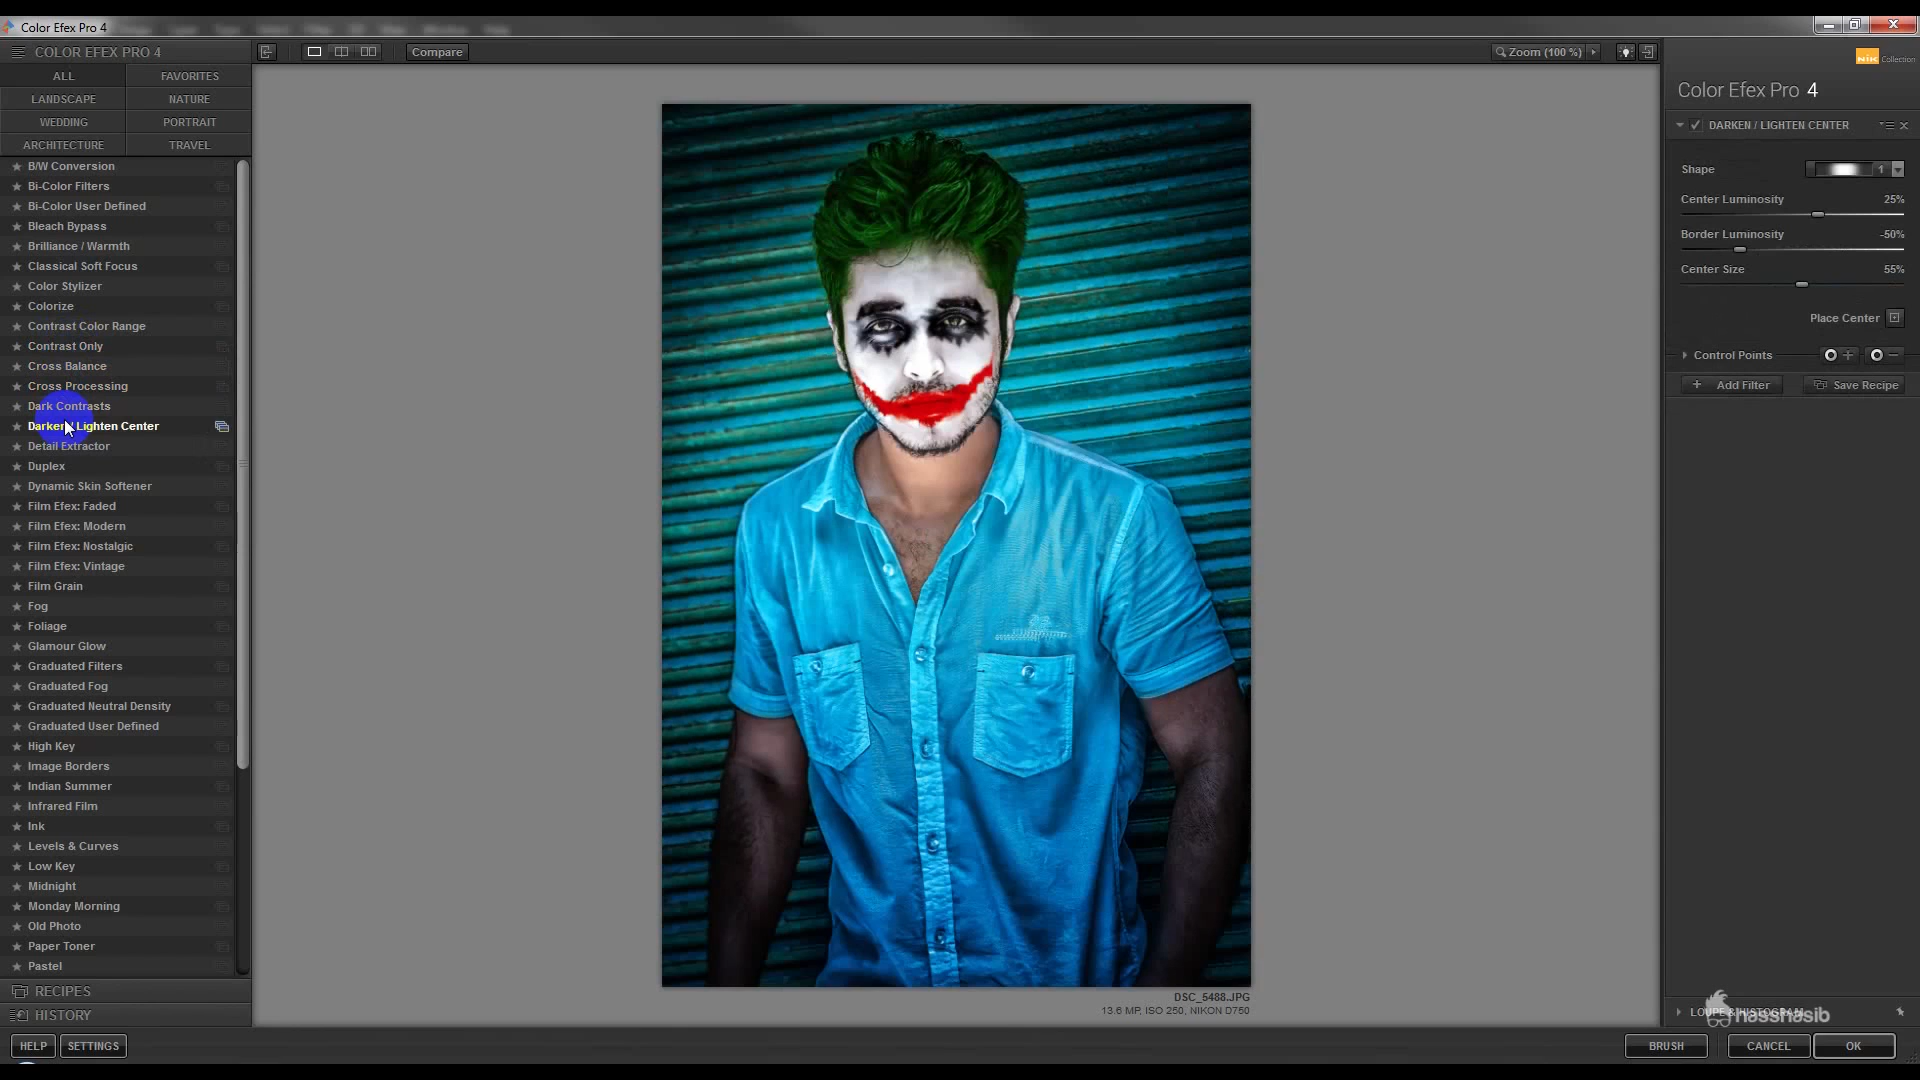 Color Efex Pro 4
COLOR EFEX PRO 4
Compare
Zoom (100 %)
ALL
FAVORITES
LANDSCAPE
NATURE
WEDDING
PORTRAIT
ARCHITECTURE
TRAVEL
B/W Conversion
Bi-Color Filters
Bi-Color User Defined
Bleach Bypass
Brilliance / Warmth
Classical Soft Focus
Color Stylizer
Colorize
Contrast Color Range
Contrast Only
Cross Balance
Cross Processing
Dark Contrasts
Darken / Lighten Center
Detail Extractor
Duplex
Dynamic Skin Softener
Film Efex: Faded
Film Efex: Modern
Film Efex: Nostalgic
Film Efex: Vintage
Film Grain
Fog
Foliage
Glamour Glow
Graduated Filters
Graduated Fog
Graduated Neutral Density
Graduated User Defined
High Key
Image Borders
Indian Summer
Infrared Film
Ink
Levels & Curves
Low Key
Midnight
Monday Morning
Old Photo
Paper Toner
Pastel
RECIPES
HISTORY
HELP
SETTINGS
DSC_5488.JPG
13.6 MP, ISO 250, NIKON D750
Nik Collection
Color Efex Pro 4
DARKEN / LIGHTEN CENTER
Shape
1
Center Luminosity
25%
Border Luminosity
-50%
Center Size
55%
Place Center
Control Points
Add Filter
Save Recipe
LOUPE & HISTOGRAM
hasshasib
BRUSH
CANCEL
OK